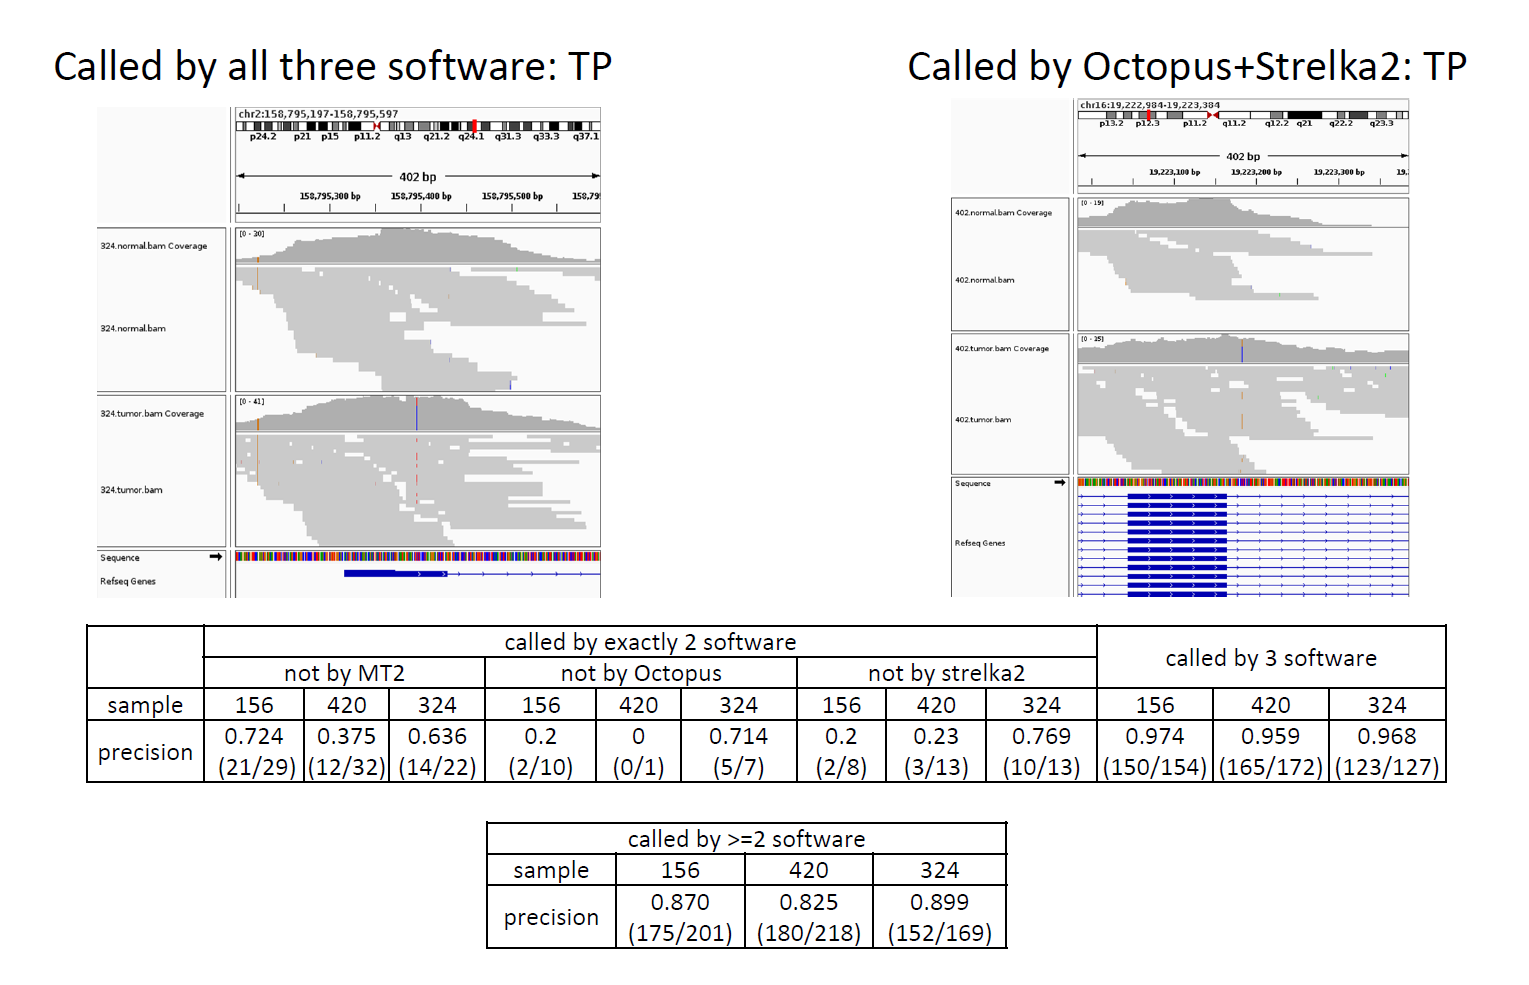 Called by all three software: TP
Called by Octopus+Strelka2: TP
chr2:158,795,197-158,795,597
p24.2 p21 p15 p11.2 q13 q21.2 q24.1 q31.3 q33.3 q37.1
402 bp
158,795,300 bp 158,795,400 bp 158,795,500 bp 158,795
324.normal.bam Coverage
[0 - 30]
324.normal.bam
324.tumor.bam Coverage
[0 - 41]
324.tumor.bam
Sequence
Refseq Genes
chr16:19,222,984-19,223,384
p13.2 p12.3 p11.2 q11.2 q12.2 q21 q22.2 q23.3
402 bp
19,223,100 bp 19,223,200 bp 19,223,300 bp 19,
402.normal.bam Coverage
[0 - 19]
402.normal.bam
402.tumor.bam Coverage
[0 - 25]
402.tumor.bam
Sequence
Refseq Genes
called by exactly 2 software
called by 3 software
not by MT2 not by Octopus not by strelka2
sample 156 420 324 156 420 324 156 420 324 156 420 324
precision 0.724 0.375 0.636 0.2 0 0.714 0.2 0.23 0.769 0.974 0.959 0.968
(21/29) (12/32) (14/22) (2/10) (0/1) (5/7) (2/8) (3/13) (10/13) (150/154) (165/172) (123/127)
called by >=2 software
sample 156 420 324
precision 0.870 0.825 0.899
(175/201) (180/218) (152/169)